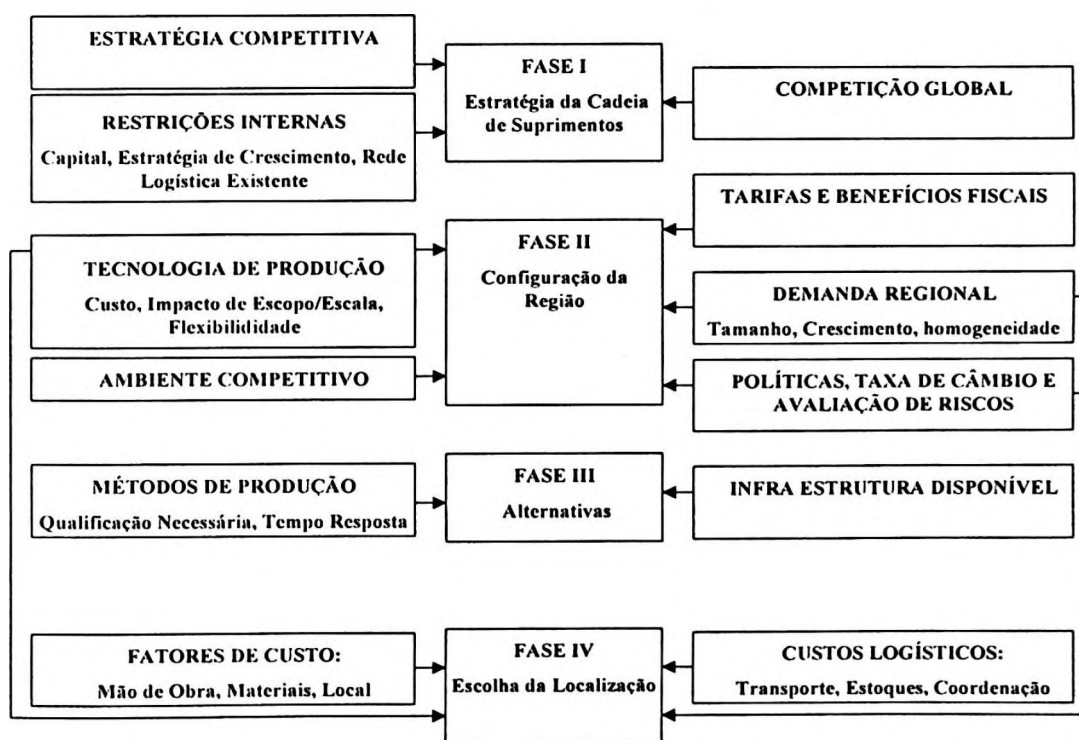 ESTRATÉGIA COMPETITIVA
RESTRIÇÕES INTERNAS
Capital, Estratégia de Crescimento, Rede
Logística Existente
FASE I
Estratégia da Cadeia
de Suprimentos
COMPETIÇÃO GLOBAL
TECNOLOGIA DE PRODUÇÃO
Custo, Impacto de Escopo/Escala,
Flexibilididade
AMBIENTE COMPETITIVO
FASE II
Configuração da
Região
TARIFAS E BENEFÍCIOS FISCAIS
DEMANDA REGIONAL
Tamanho, Crescimento, homogeneidade
POLÍTICAS, TAXA DE CÂMBIO E
AVALIAÇÃO DE RISCOS
MÉTODOS DE PRODUÇÃO
Qualificação Necessária, Tempo Resposta
FASE III
Alternativas
INFRA ESTRUTURA DISPONÍVEL
FATORES DE CUSTO:
Mão de Obra, Materiais, Local
FASE IV
Escolha da Localização
CUSTOS LOGÍSTICOS:
Transporte, Estoques, Coordenação